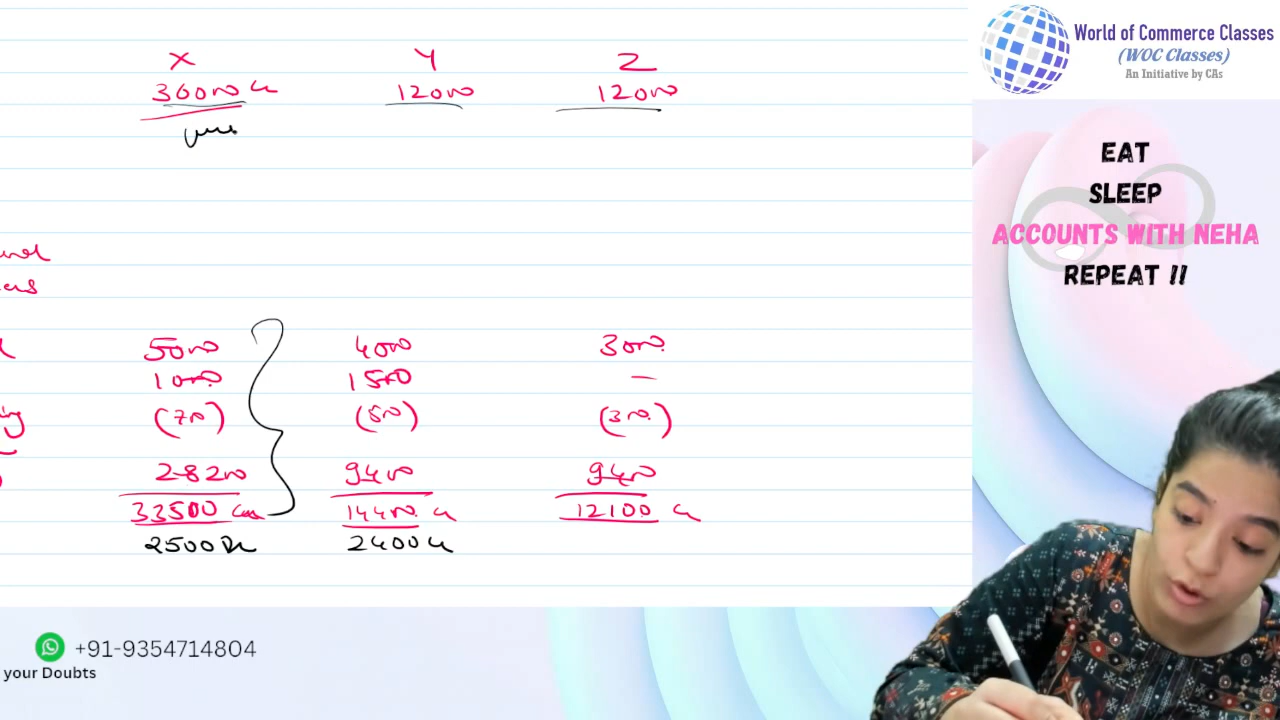 World of Commerce Classes
(WOC Classes)
An Initiative by CAs
EAT
SLEEP
ACCOUNTS WITH NEHA
REPEAT !!
X Y Z
36000 Cr 12000 12000
5000 4000 3000
1000 1500 —
(700) (500) (300)
28200 9400 9400
33500 14400 Cr 12100 Cr
2500 Dr 2400 Cr
+91-9354714804
your Doubts